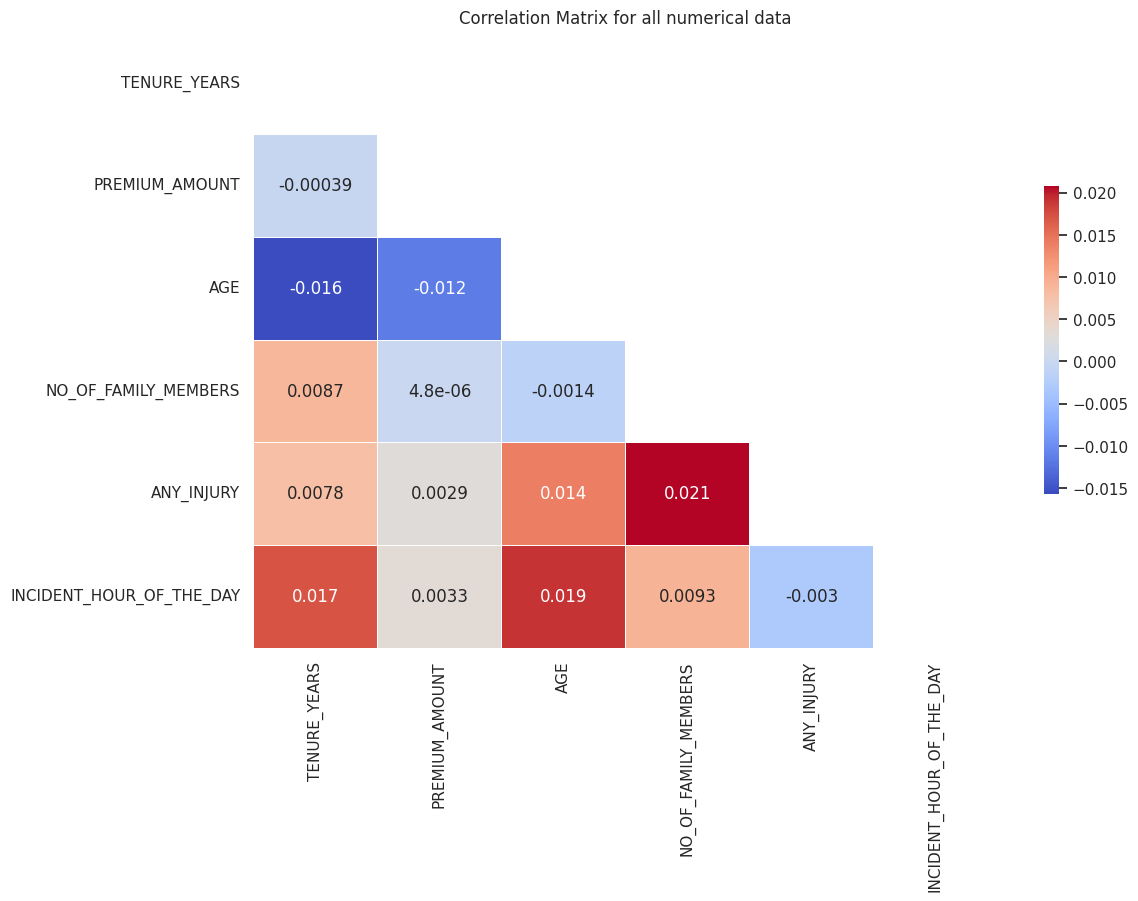 Correlation Matrix for all numerical data
TENURE_YEARS
PREMIUM_AMOUNT -0.00039
AGE -0.016 -0.012
NO_OF_FAMILY_MEMBERS 0.0087 4.8e-06 -0.0014
ANY_INJURY 0.0078 0.0029 0.014 0.021
INCIDENT_HOUR_OF_THE_DAY 0.017 0.0033 0.019 0.0093 -0.003
TENURE_YEARS
PREMIUM_AMOUNT
AGE
NO_OF_FAMILY_MEMBERS
ANY_INJURY
INCIDENT_HOUR_OF_THE_DAY
0.020
0.015
0.010
0.005
0.000
−0.005
−0.010
−0.015